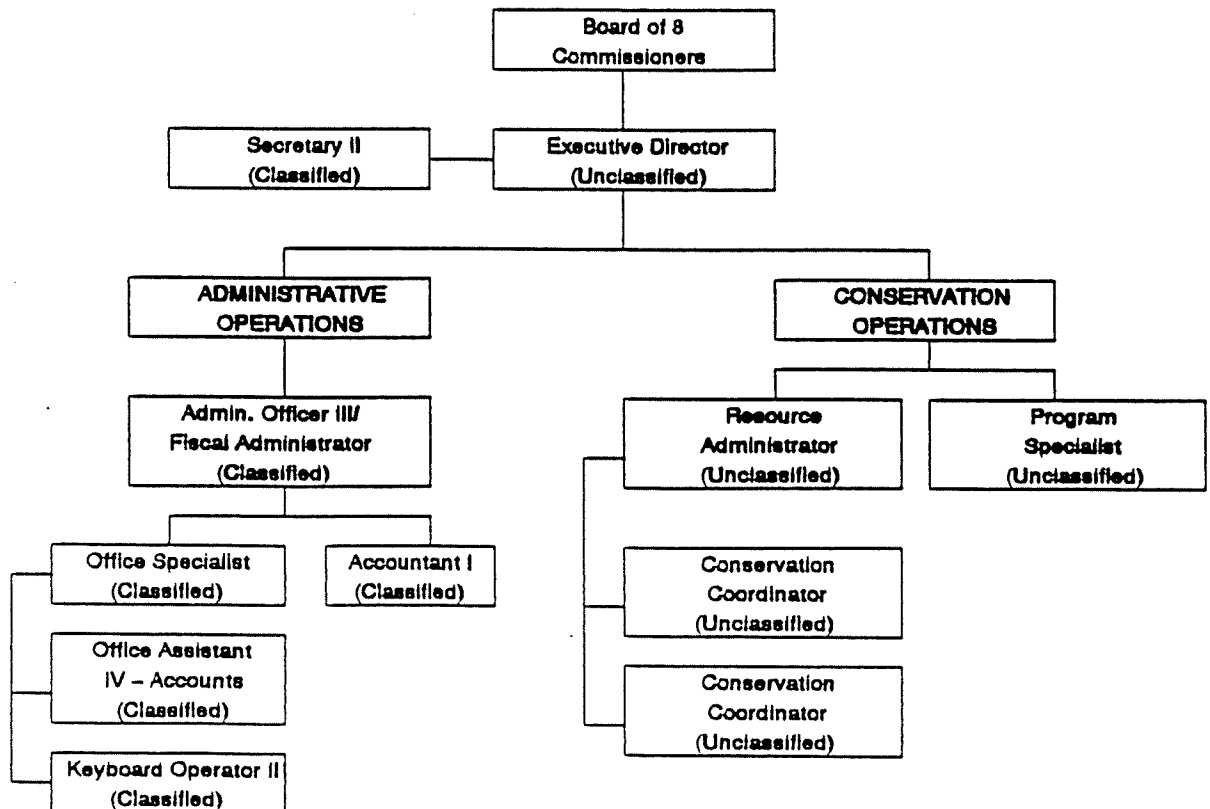 Board of 8
Commissioners
Secretary II
(Classified)
Executive Director
(Unclassified)
ADMINISTRATIVE
OPERATIONS
CONSERVATION
OPERATIONS
Admin. Officer III/
Fiscal Administrator
(Classified)
Resource
Administrator
(Unclassified)
Program
Specialist
(Unclassified)
Office Specialist
(Classified)
Accountant I
(Classified)
Conservation
Coordinator
(Unclassified)
Office Assistant
IV – Accounts
(Classified)
Conservation
Coordinator
(Unclassified)
Keyboard Operator II
(Classified)